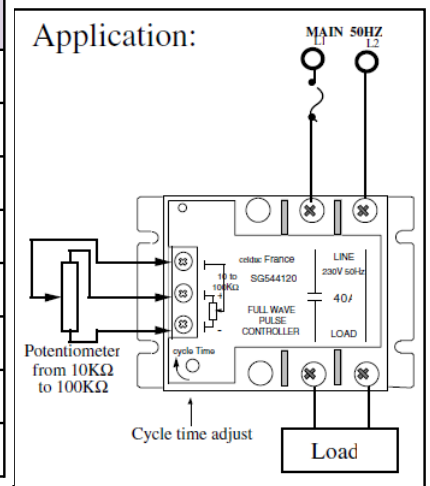 Application:
MAIN 50HZ
L1
L2
celduc France
SG544120
10 to
100KΩ
+
-
FULL WAVE
PULSE
CONTROLLER
LINE
230V 50Hz
40A
LOAD
cycle Time
Potentiometer
from 10KΩ
to 100KΩ
Cycle time adjust
Load